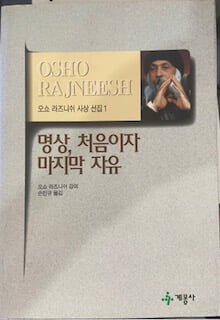 OSHO
RAJNEESH
오쇼 라즈니쉬 사상 선집 1
명상, 처음이자
마지막 자유
오쇼 라즈니쉬 강의
손민규 옮김
계몽사